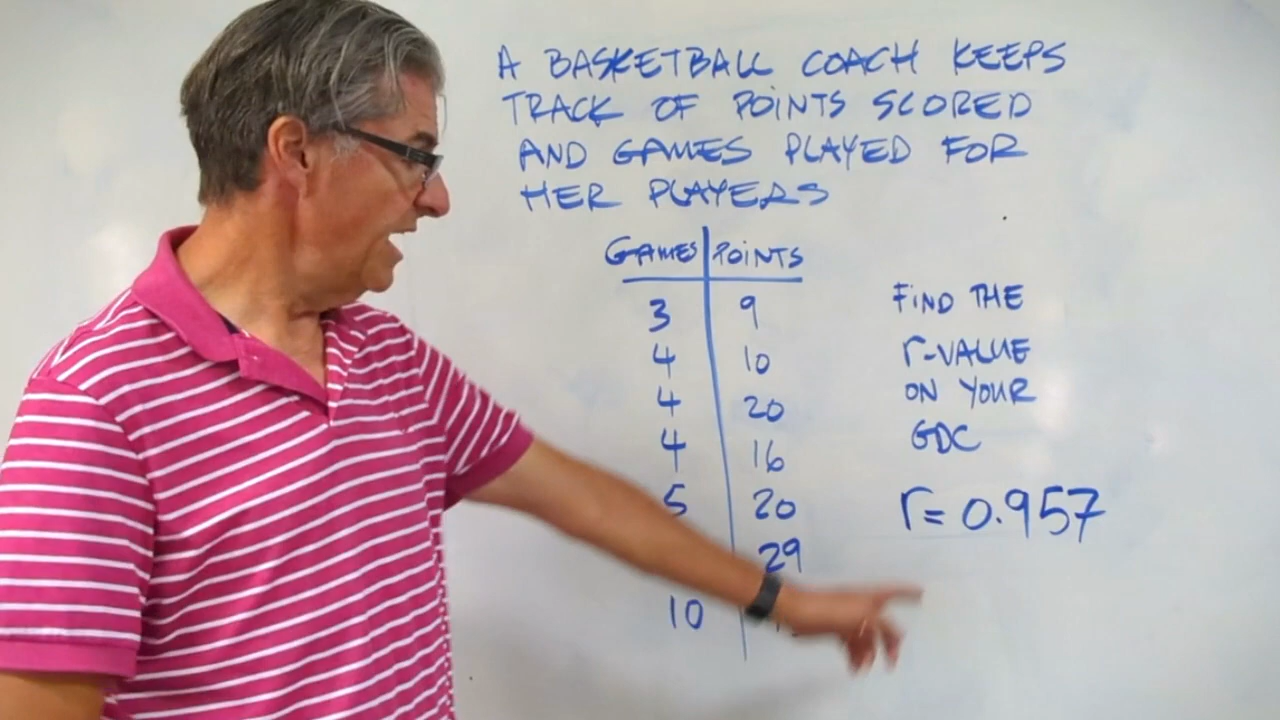 A BASKETBALL COACH KEEPS
TRACK OF POINTS SCORED
AND GAMES PLAYED FOR
HER PLAYERS
GAMES POINTS
3 9
4 10
4 20
4 16
5 20
29
10
FIND THE
r-VALUE
ON YOUR
GDC
r= 0.957